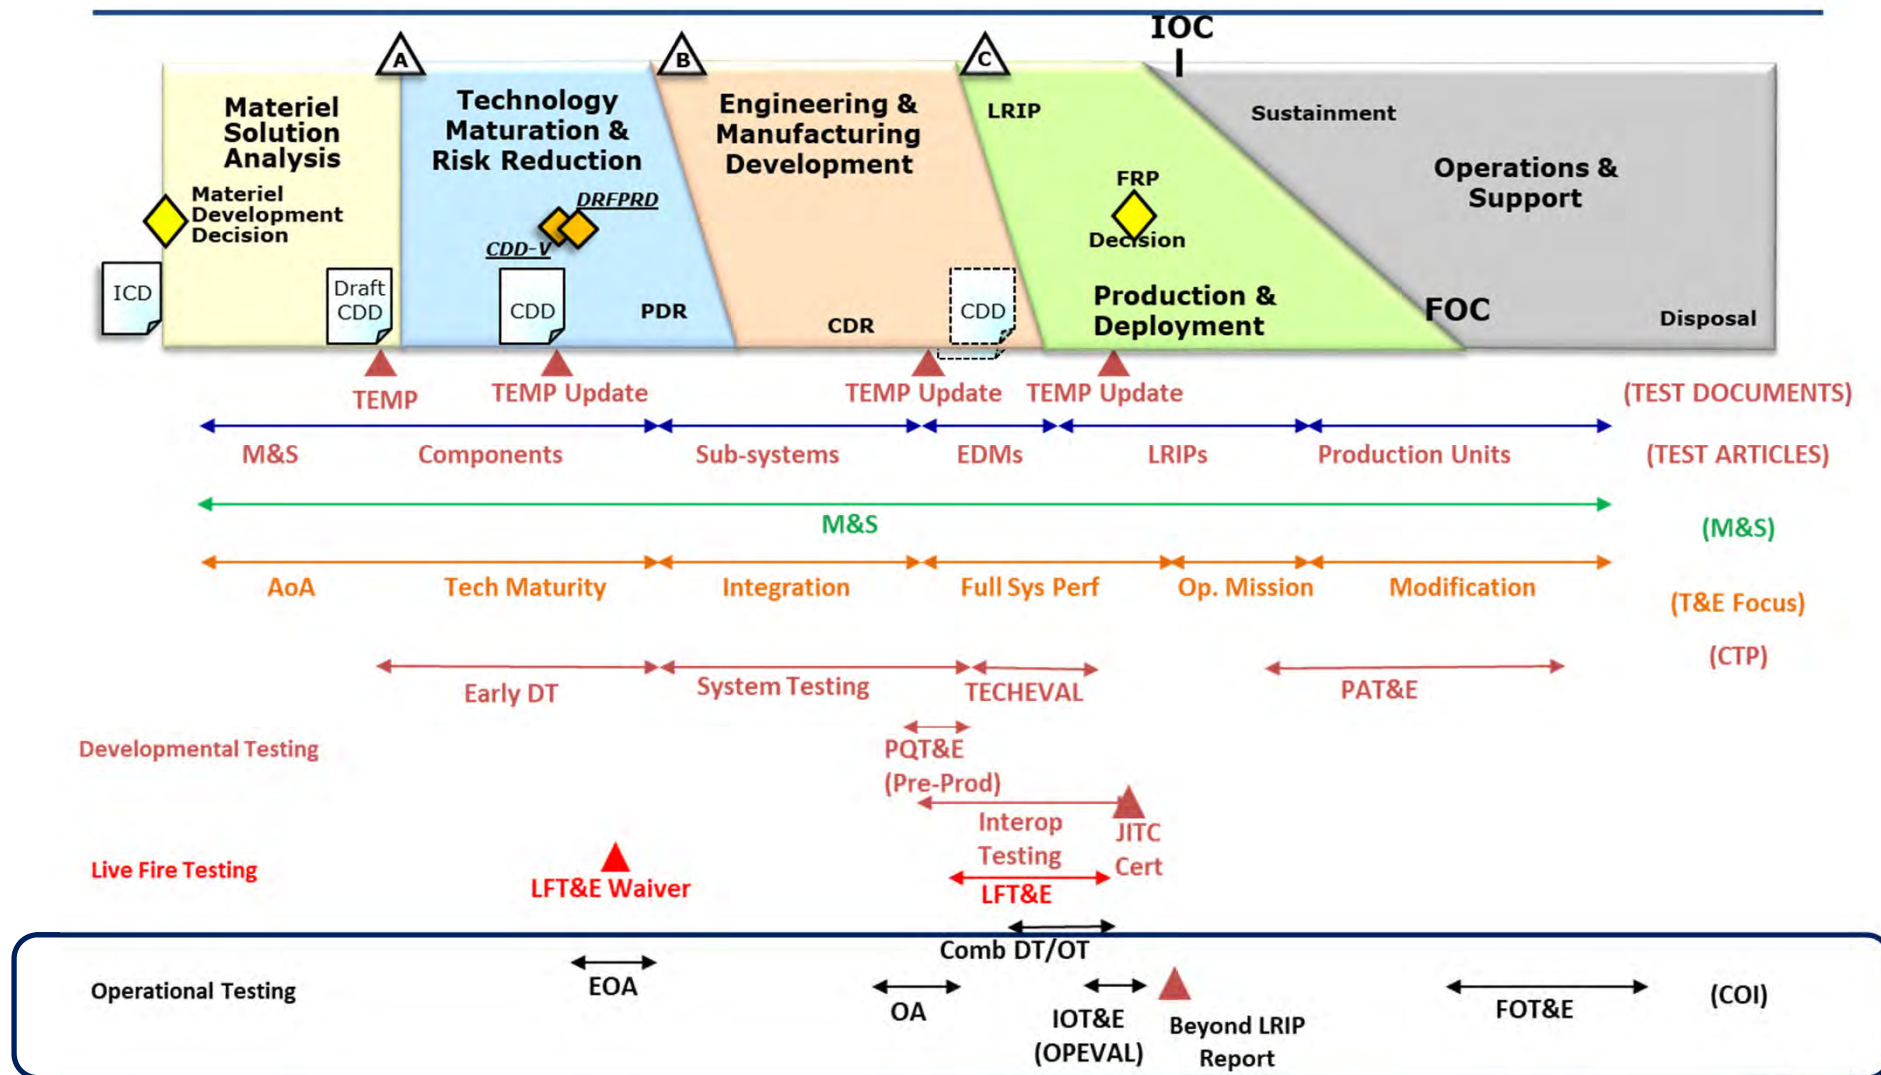 IOC
A
B
C
Materiel
Solution
Analysis
Technology
Maturation &
Risk Reduction
Engineering &
Manufacturing
Development
LRIP
Sustainment
Operations &
Support
Materiel
Development
Decision
DRFPRD
CDD-V
FRP
Decision
ICD
Draft
CDD
CDD
PDR
CDR
CDD
Production &
Deployment
FOC
Disposal
TEMP
TEMP Update
TEMP Update
TEMP Update
(TEST DOCUMENTS)
M&S
Components
Sub-systems
EDMs
LRIPs
Production Units
(TEST ARTICLES)
M&S
(M&S)
AoA
Tech Maturity
Integration
Full Sys Perf
Op. Mission
Modification
(T&E Focus)
(CTP)
Early DT
System Testing
TECHEVAL
PAT&E
Developmental Testing
PQT&E
(Pre-Prod)
Interop
Testing
JITC
Cert
Live Fire Testing
LFT&E Waiver
LFT&E
Comb DT/OT
Operational Testing
EOA
OA
IOT&E
(OPEVAL)
Beyond LRIP
Report
FOT&E
(COI)